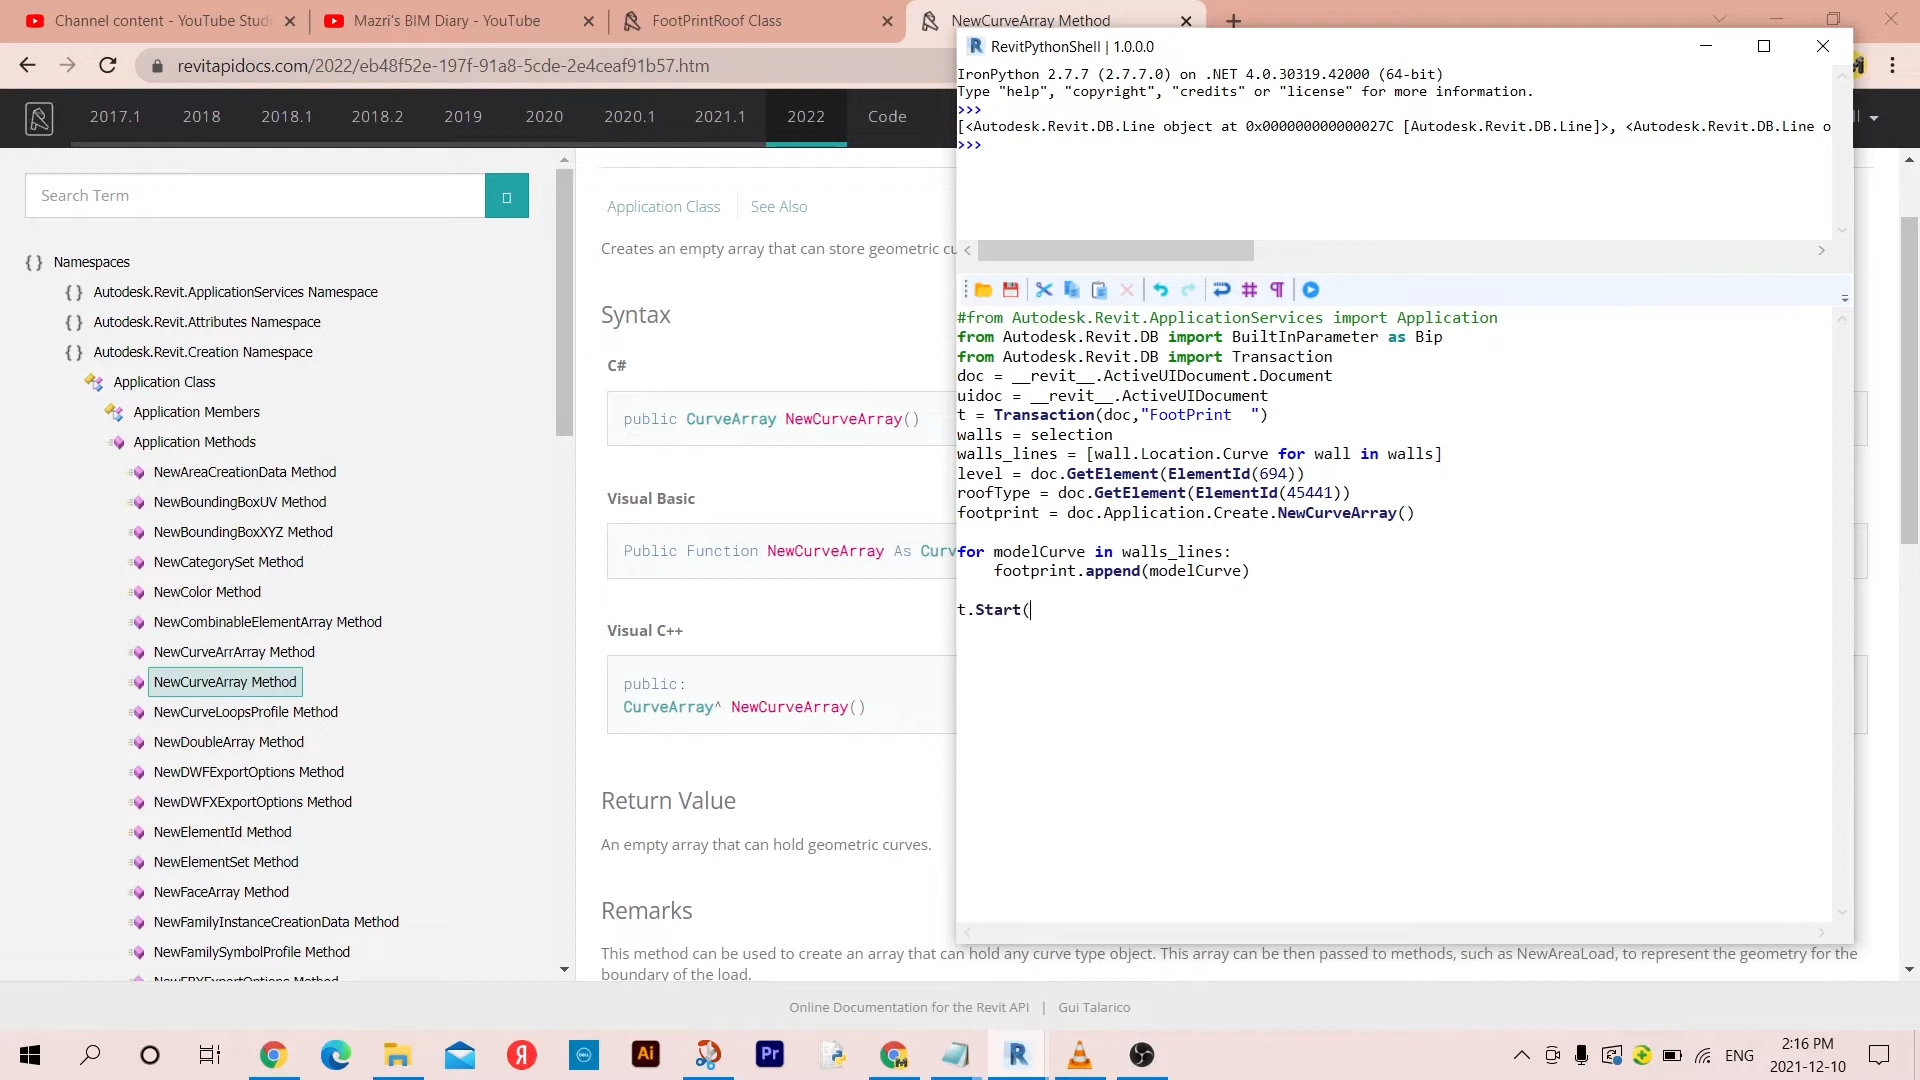 Channel content - YouTube Stud
Mazri's BIM Diary - YouTube
FootPrintRoof Class
NewCurveArray Method
revitapidocs.com/2022/eb48f52e-197f-91a8-5cde-2e4ceaf91b57.htm
2017.1
2018
2018.1
2018.2
2019
2020
2020.1
2021.1
2022
Code
Search Term
Namespaces
Autodesk.Revit.ApplicationServices Namespace
Autodesk.Revit.Attributes Namespace
Autodesk.Revit.Creation Namespace
Application Class
Application Members
Application Methods
NewAreaCreationData Method
NewBoundingBoxUV Method
NewBoundingBoxXYZ Method
NewCategorySet Method
NewColor Method
NewCombinableElementArray Method
NewCurveArrArray Method
NewCurveArray Method
NewCurveLoopsProfile Method
NewDoubleArray Method
NewDWFExportOptions Method
NewDWFXExportOptions Method
NewElementId Method
NewElementSet Method
NewFaceArray Method
NewFamilyInstanceCreationData Method
NewFamilySymbolProfile Method
NewFBXExportOptions Method
Application Class
See Also
Creates an empty array that can store geometric cu
Syntax
C#
public CurveArray NewCurveArray()
Visual Basic
Public Function NewCurveArray As Curv
Visual C++
public:
CurveArray^ NewCurveArray()
Return Value
An empty array that can hold geometric curves.
Remarks
This method can be used to create an array that can hold any curve type object. This array can be then passed to methods, such as NewAreaLoad, to represent the geometry for the
boundary of the load.
RevitPythonShell | 1.0.0.0
IronPython 2.7.7 (2.7.7.0) on .NET 4.0.30319.42000 (64-bit)
Type "help", "copyright", "credits" or "license" for more information.
>>>
[<Autodesk.Revit.DB.Line object at 0x000000000000027C [Autodesk.Revit.DB.Line]>, <Autodesk.Revit.DB.Line o
>>>
#from Autodesk.Revit.ApplicationServices import Application
from Autodesk.Revit.DB import BuiltInParameter as Bip
from Autodesk.Revit.DB import Transaction
doc = __revit__.ActiveUIDocument.Document
uidoc = __revit__.ActiveUIDocument
t = Transaction(doc,"FootPrint  ")
walls = selection
walls_lines = [wall.Location.Curve for wall in walls]
level = doc.GetElement(ElementId(694))
roofType = doc.GetElement(ElementId(45441))
footprint = doc.Application.Create.NewCurveArray()
for modelCurve in walls_lines:
    footprint.append(modelCurve)
t.Start(
Online Documentation for the Revit API | Gui Talarico
Ai
Pr
ENG
2:16 PM
2021-12-10